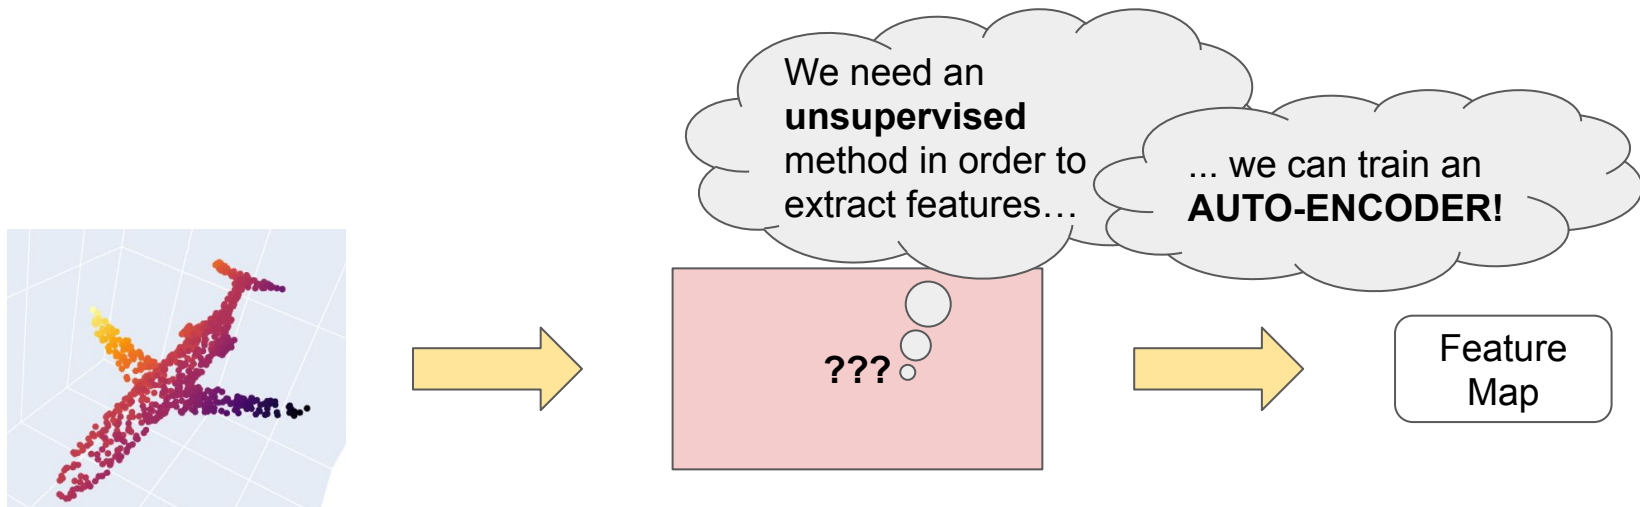 We need an
unsupervised
method in order to
extract features…
... we can train an
AUTO-ENCODER!
???
Feature
Map